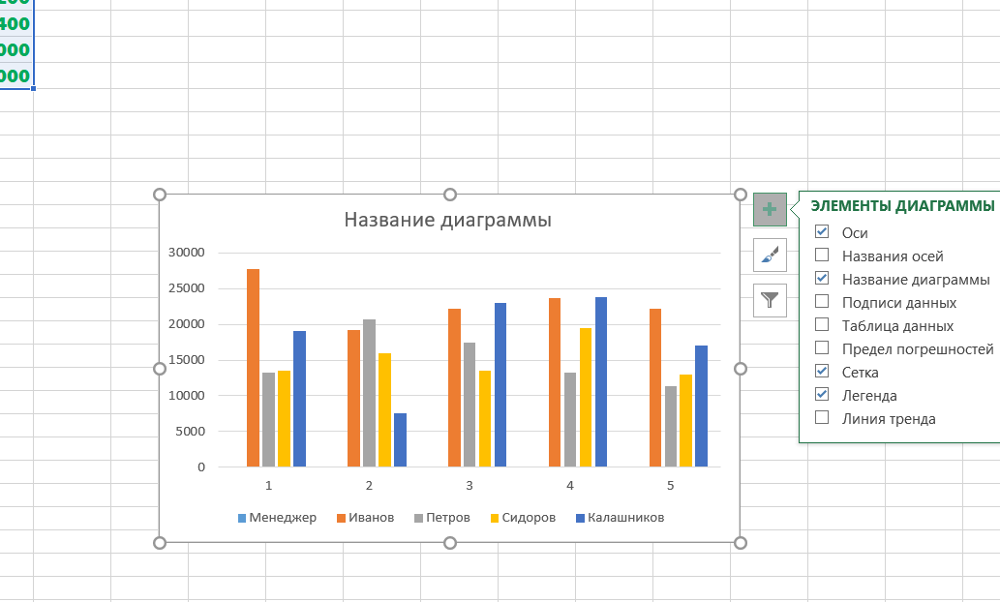 400
000
000
Название диаграммы
30000
25000
20000
15000
10000
5000
0
1 2 3 4 5
Менеджер Иванов Петров Сидоров Калашников
ЭЛЕМЕНТЫ ДИАГРАММЫ
Оси
Названия осей
Название диаграммы
Подписи данных
Таблица данных
Предел погрешностей
Сетка
Легенда
Линия тренда